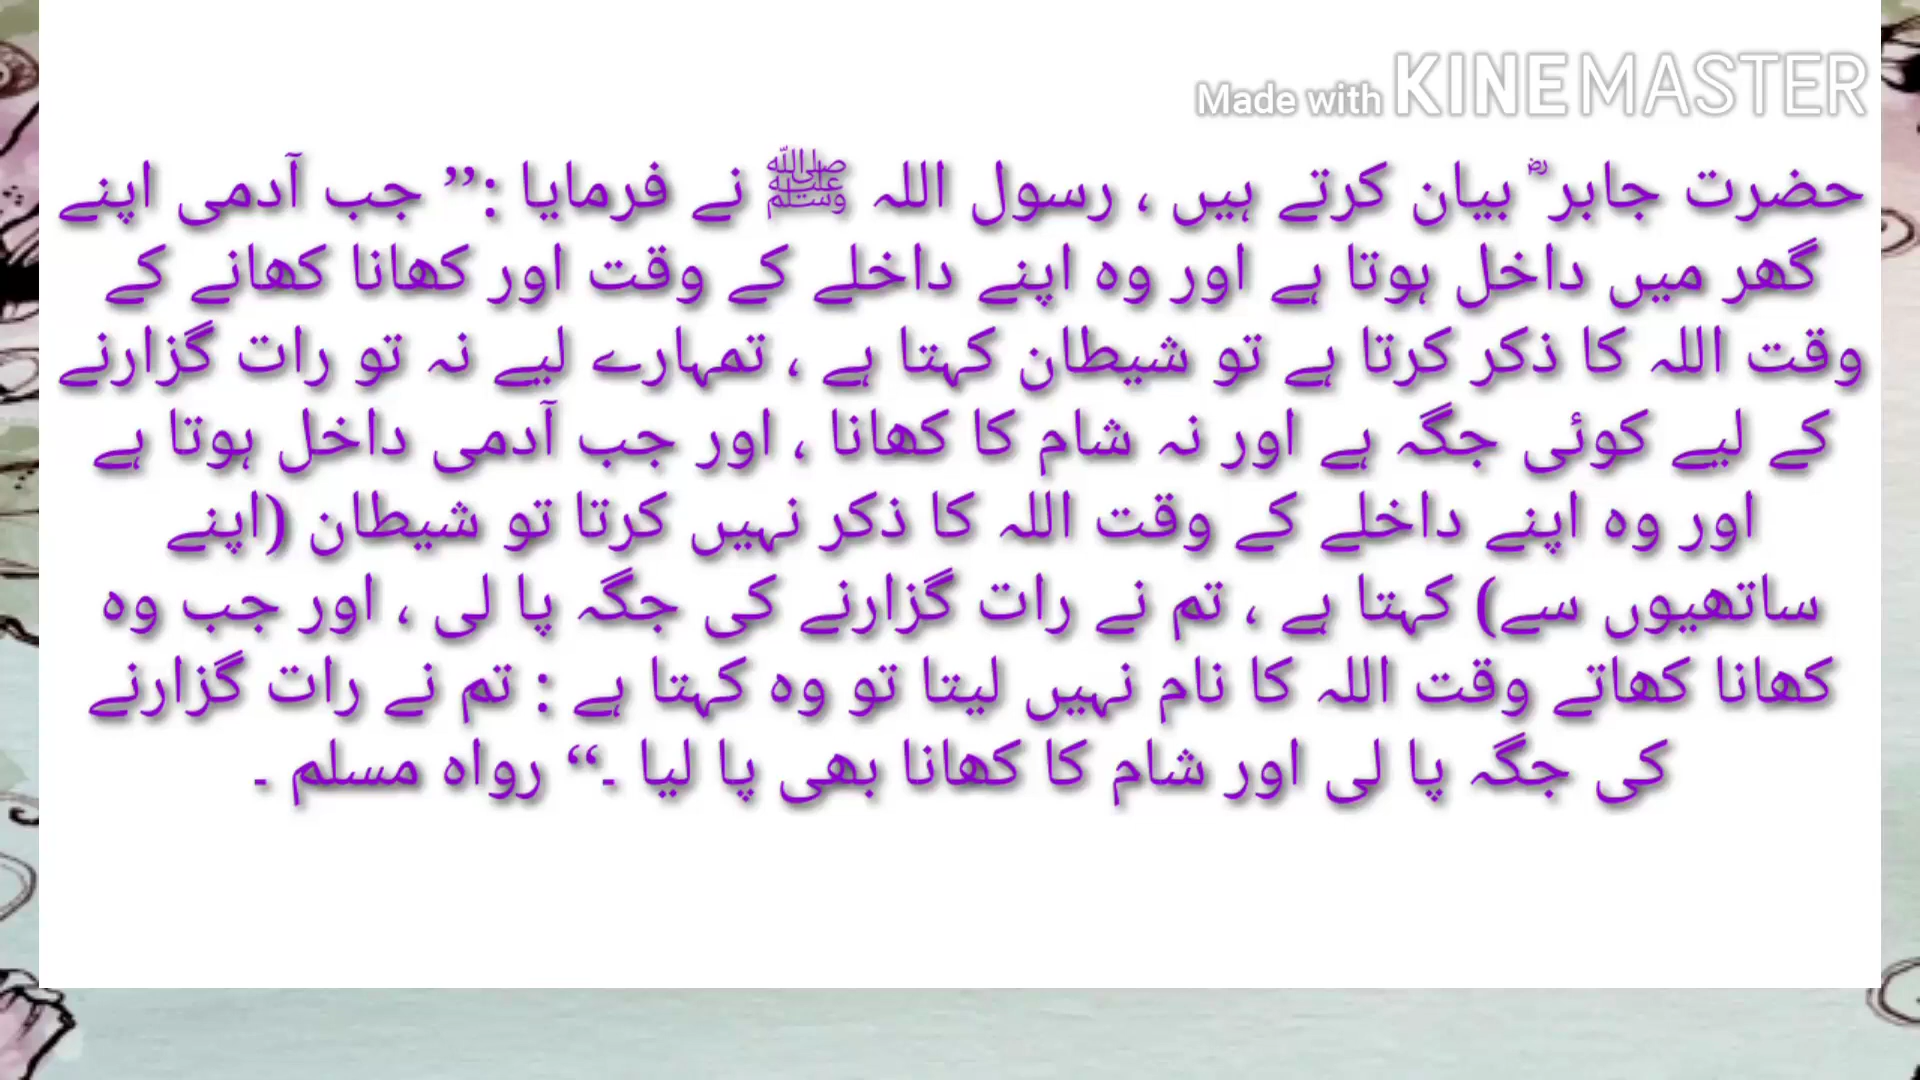 Made with KINEMASTER
حضرت جابر ؓ بیان کرتے ہیں ، رسول اللہ ﷺ نے فرمایا :’’ جب آدمی اپنے
گھر میں داخل ہوتا ہے اور وہ اپنے داخلے کے وقت اور کھانا کھانے کے
وقت اللہ کا ذکر کرتا ہے تو شیطان کہتا ہے ، تمہارے لیے نہ تو رات گزارنے
کے لیے کوئی جگہ ہے اور نہ شام کا کھانا ، اور جب آدمی داخل ہوتا ہے
اور وہ اپنے داخلے کے وقت اللہ کا ذکر نہیں کرتا تو شیطان (اپنے
ساتھیوں سے) کہتا ہے ، تم نے رات گزارنے کی جگہ پا لی ، اور جب وہ
کھانا کھاتے وقت اللہ کا نام نہیں لیتا تو وہ کہتا ہے : تم نے رات گزارنے
کی جگہ پا لی اور شام کا کھانا بھی پا لیا ۔‘‘ رواہ مسلم ۔